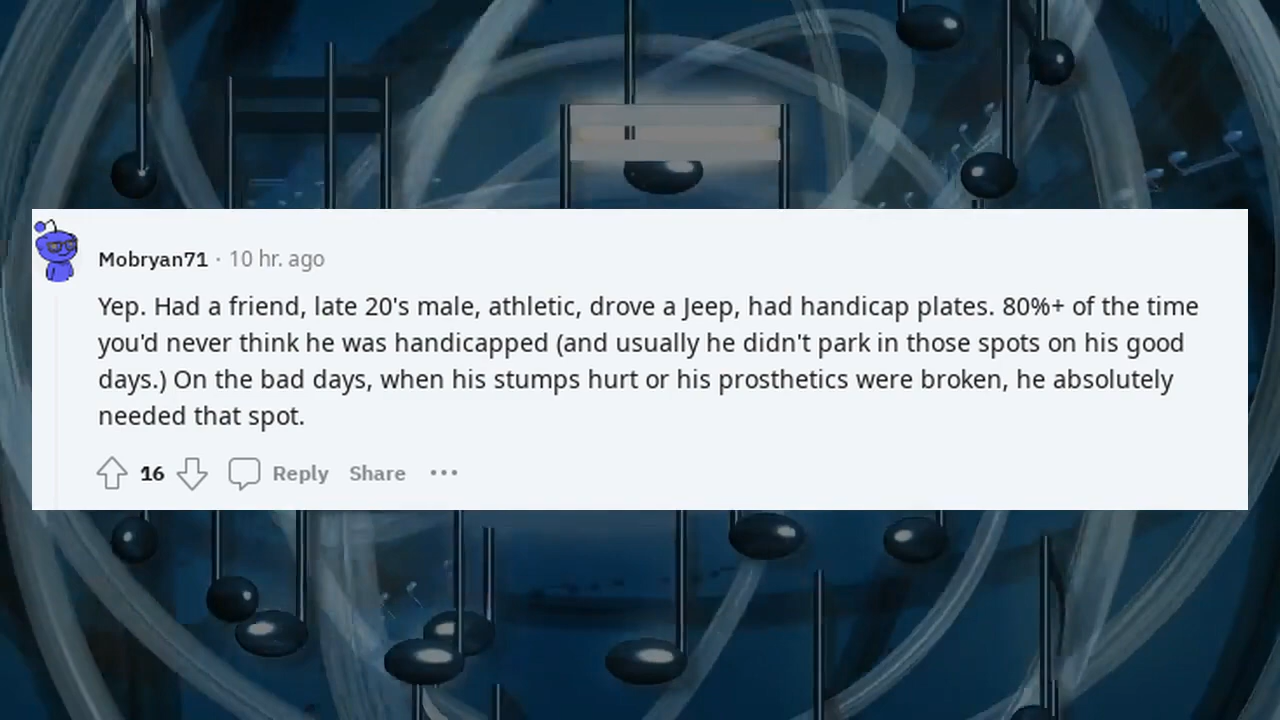 Mobryan71 · 10 hr. ago
Yep. Had a friend, late 20's male, athletic, drove a Jeep, had handicap plates. 80%+ of the time
you'd never think he was handicapped (and usually he didn't park in those spots on his good
days.) On the bad days, when his stumps hurt or his prosthetics were broken, he absolutely
needed that spot.
16 Reply Share ···